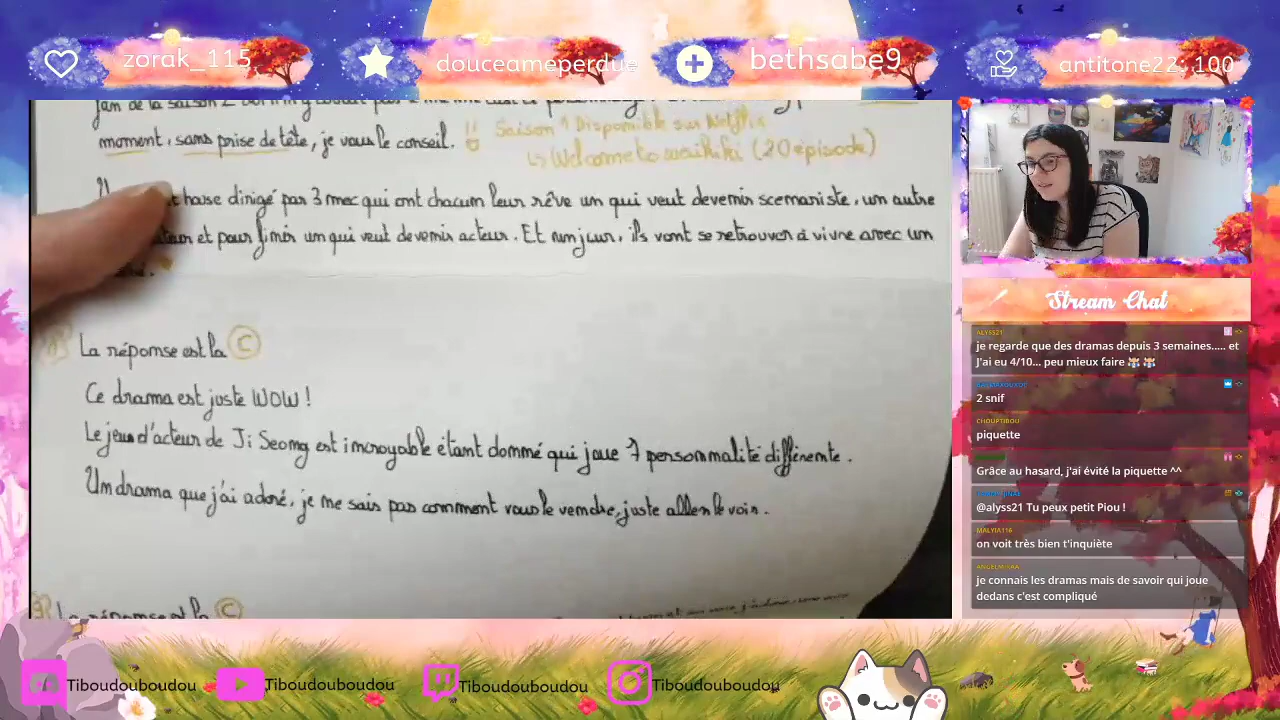 zorak_115
douceameperdue
bethsabe9
antitone22: 100
moment, sans prise de tête, je vous le conseil.
Saison 1 Disponible sur Netflix
↳ Welcome to waikiki (20 épisode)
house dirigé par 3 mec qui ont chacun leur rêve un qui veut devenir scenariste, un autre
et pour finir un qui veut devenir acteur. Et un jour, ils vont se retrouver à vivre avec un
La réponse est la C
Ce drama est juste WOW !
Le jeu d'acteur de Ji Seong est incroyable étant donné qui joue 7 personnalité différente.
Un drama que j'ai adoré, je ne sais pas comment vous le vendre, juste aller le voir.
La réponse est la C
Stream Chat
ALYSS21
je regarde que des dramas depuis 3 semaines..... et
J'ai eu 4/10... peu mieux faire
2 snif
CHOUPTIBOU
piquette
Grâce au hasard, j'ai évité la piquette ^^
@alyss21 Tu peux petit Piou !
MALYIA116
on voit très bien t'inquiète
je connais les dramas mais de savoir qui joue
dedans c'est compliqué
Tiboudouboudou
Tiboudouboudou
Tiboudouboudou
Tiboudouboudou